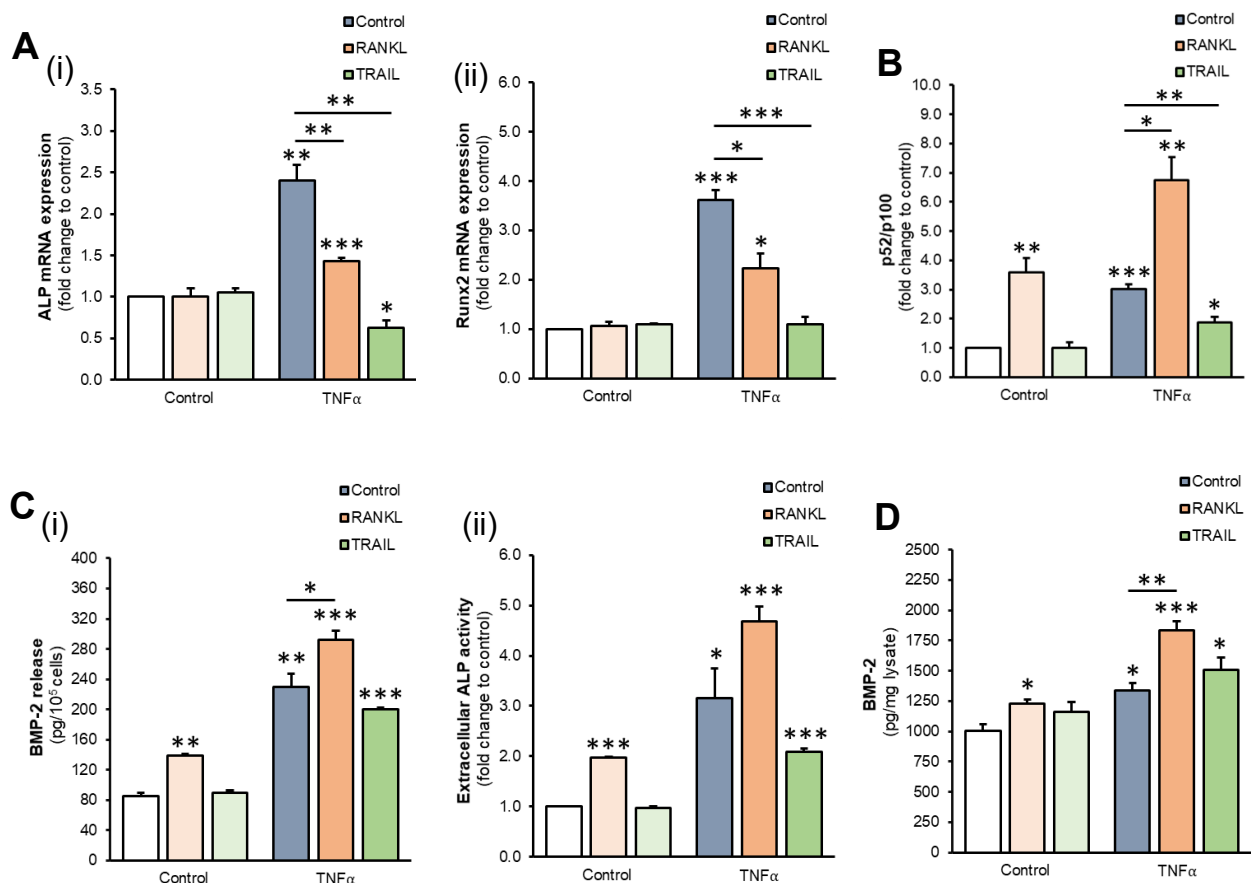 A
(i)
Control
RANKL
TRAIL
ALP mRNA expression
(fold change to control)
3.5
3.0
2.5
2.0
1.5
1.0
0.5
0.0
**
**
**
***
*
Control
TNFα
(ii)
Control
RANKL
TRAIL
Runx2 mRNA expression
(fold change to control)
6.0
5.0
4.0
3.0
2.0
1.0
0.0
***
*
***
*
Control
TNFα
B
Control
RANKL
TRAIL
p52/p100
(fold change to control)
10.0
9.0
8.0
7.0
6.0
5.0
4.0
3.0
2.0
1.0
0.0
**
*
**
**
***
*
Control
TNFα
C
(i)
Control
RANKL
TRAIL
BMP-2 release
(pg/10⁵ cells)
400
360
320
280
240
200
160
120
80
40
0
*
***
**
***
**
Control
TNFα
(ii)
Control
RANKL
TRAIL
Extracellular ALP activity
(fold change to control)
6.0
5.0
4.0
3.0
2.0
1.0
0.0
***
*
***
***
Control
TNFα
D
Control
RANKL
TRAIL
BMP-2
(pg/mg lysate)
2500
2250
2000
1750
1500
1250
1000
750
500
250
0
**
***
*
*
*
Control
TNFα